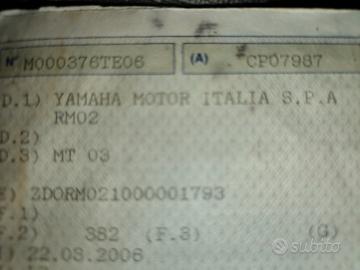 N° M000376TE06 (A) CP07987
D.1) YAMAHA MOTOR ITALIA S.P.A
RM02
D.2)
D.3) MT 03
E) ZDORM021000001793
F.1)
F.2) 382 (F.3) (G)
I) 22.08.2006
subito